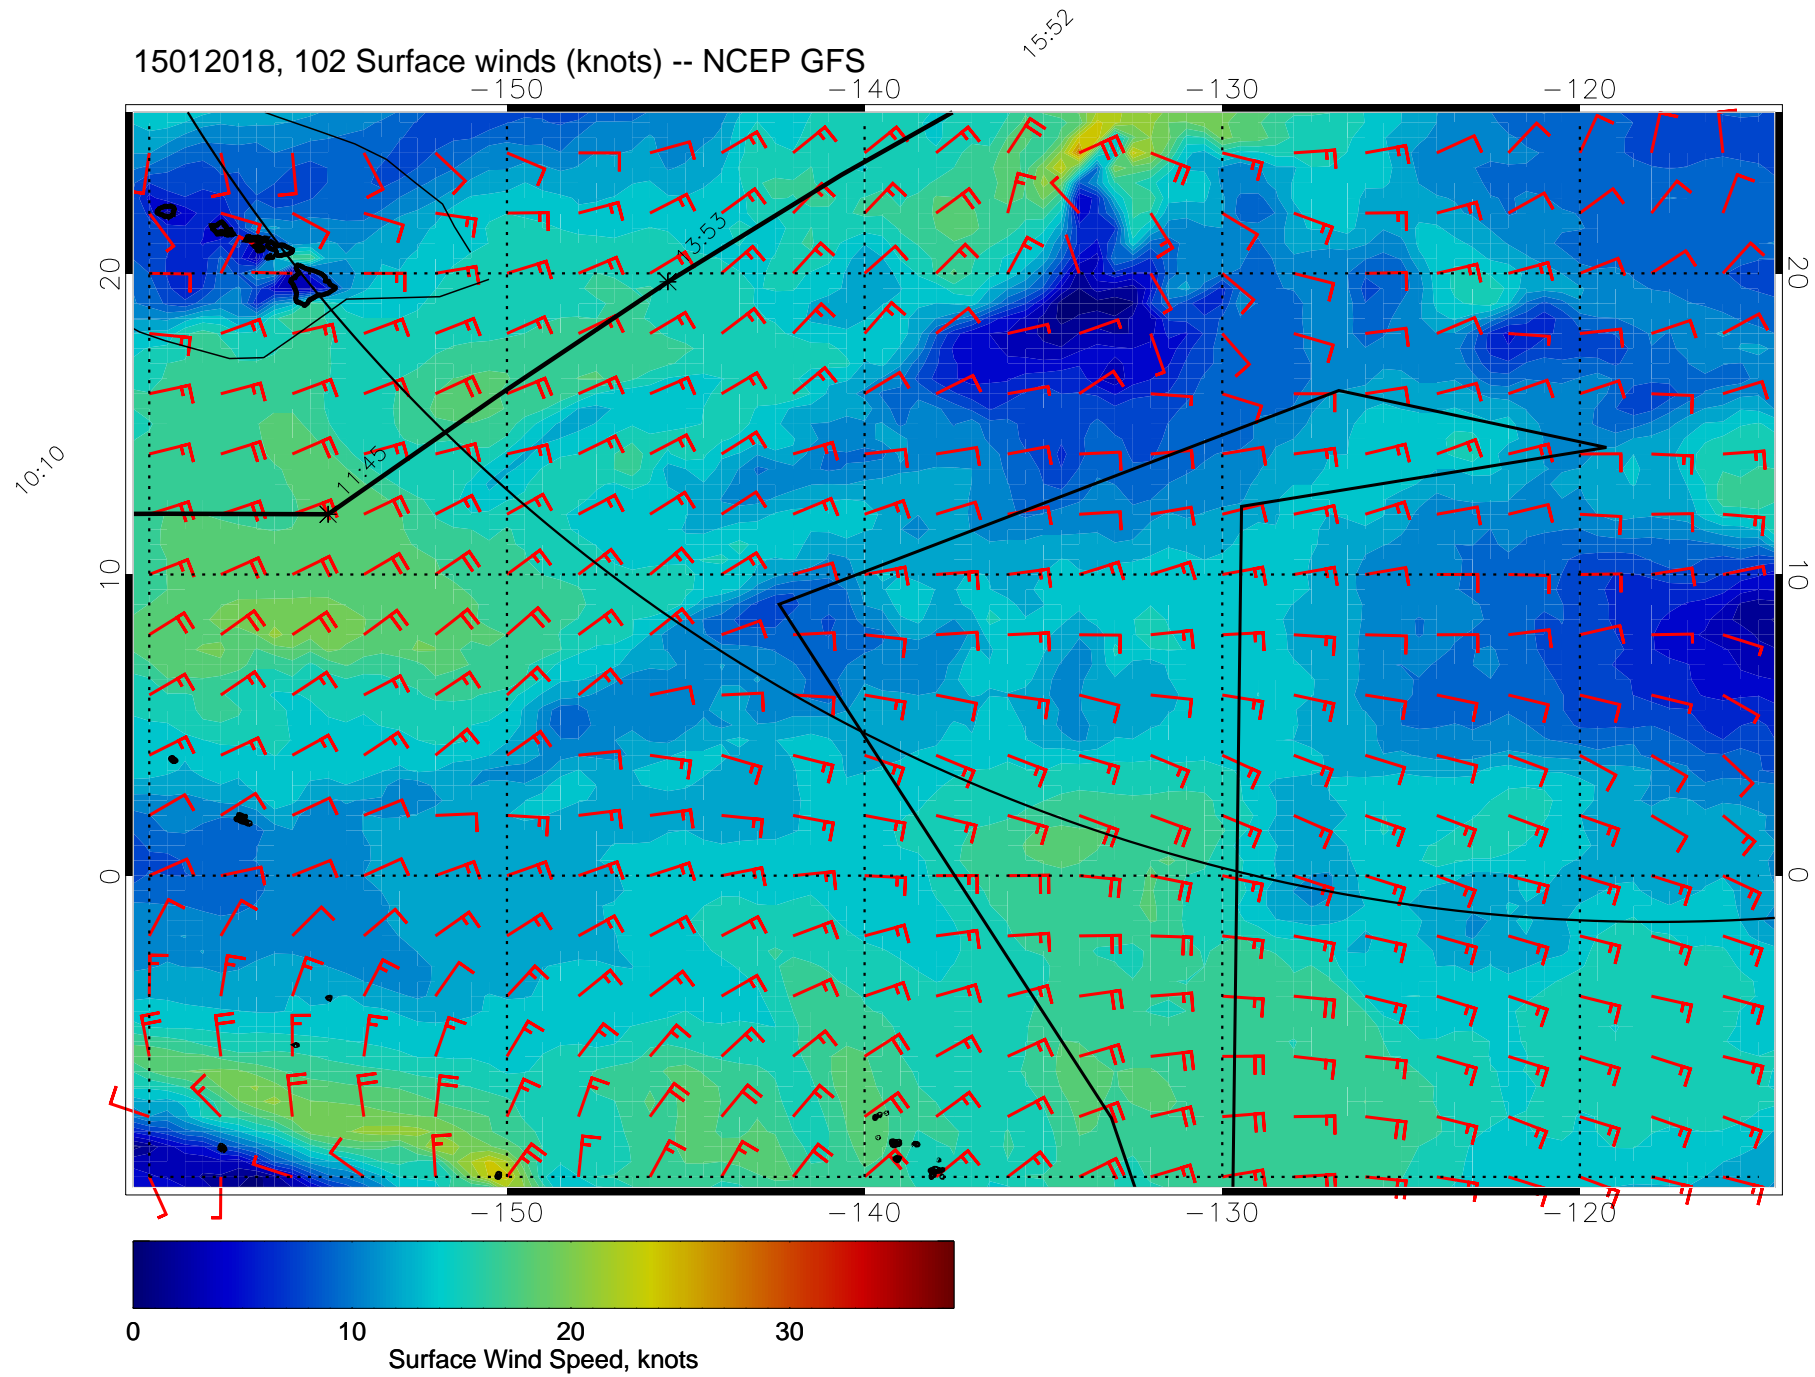 15:52
15012018, 102 Surface winds (knots) -- NCEP GFS
-150 -140 -130 -120
13:53
20 20
11:45
10:10
10 10
0 0
-150 -140 -130 -120
0 10 20 30
Surface Wind Speed, knots